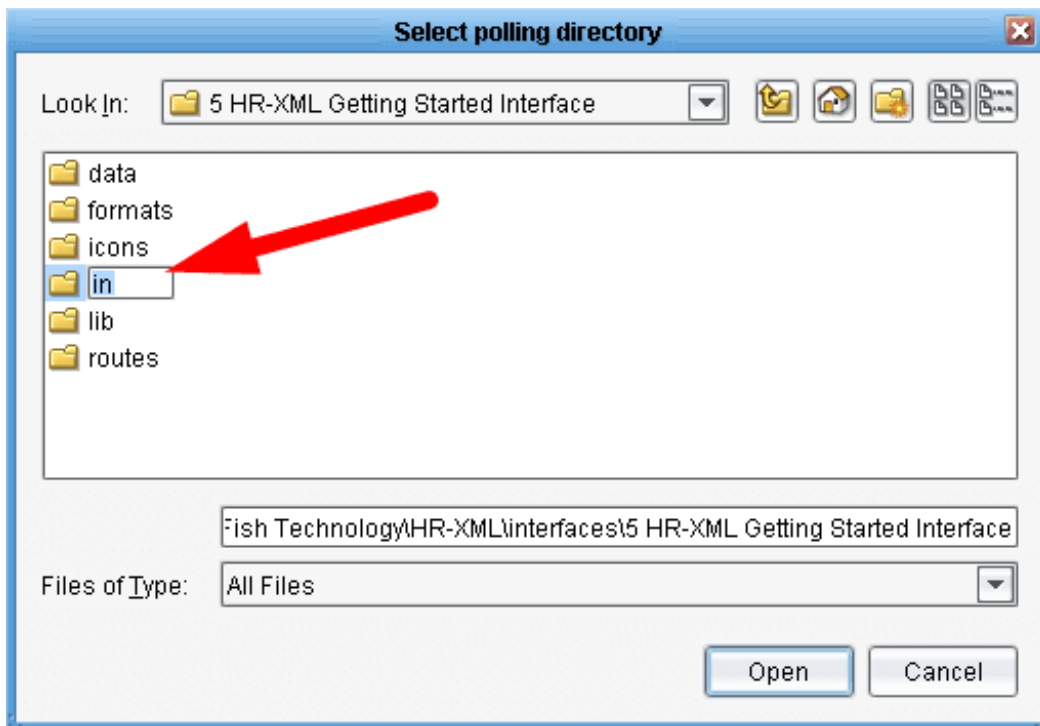 Select polling directory
Look In: 5 HR-XML Getting Started Interface
data
formats
icons
in
lib
routes
Fish Technology\HR-XML\interfaces\5 HR-XML Getting Started Interface
Files of Type: All Files
Open Cancel